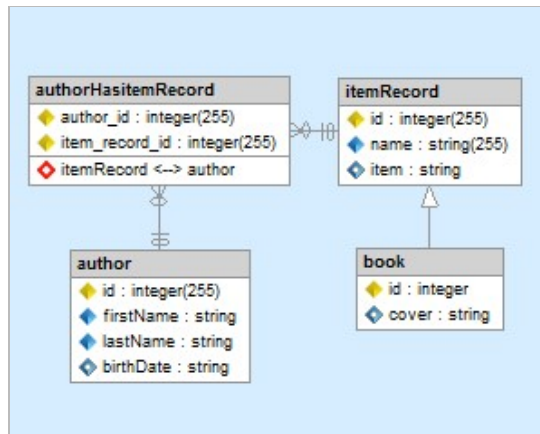 authorHasitemRecord
author_id : integer(255)
item_record_id : integer(255)
itemRecord <--> author
itemRecord
id : integer(255)
name : string(255)
item : string
author
id : integer(255)
firstName : string
lastName : string
birthDate : string
book
id : integer
cover : string